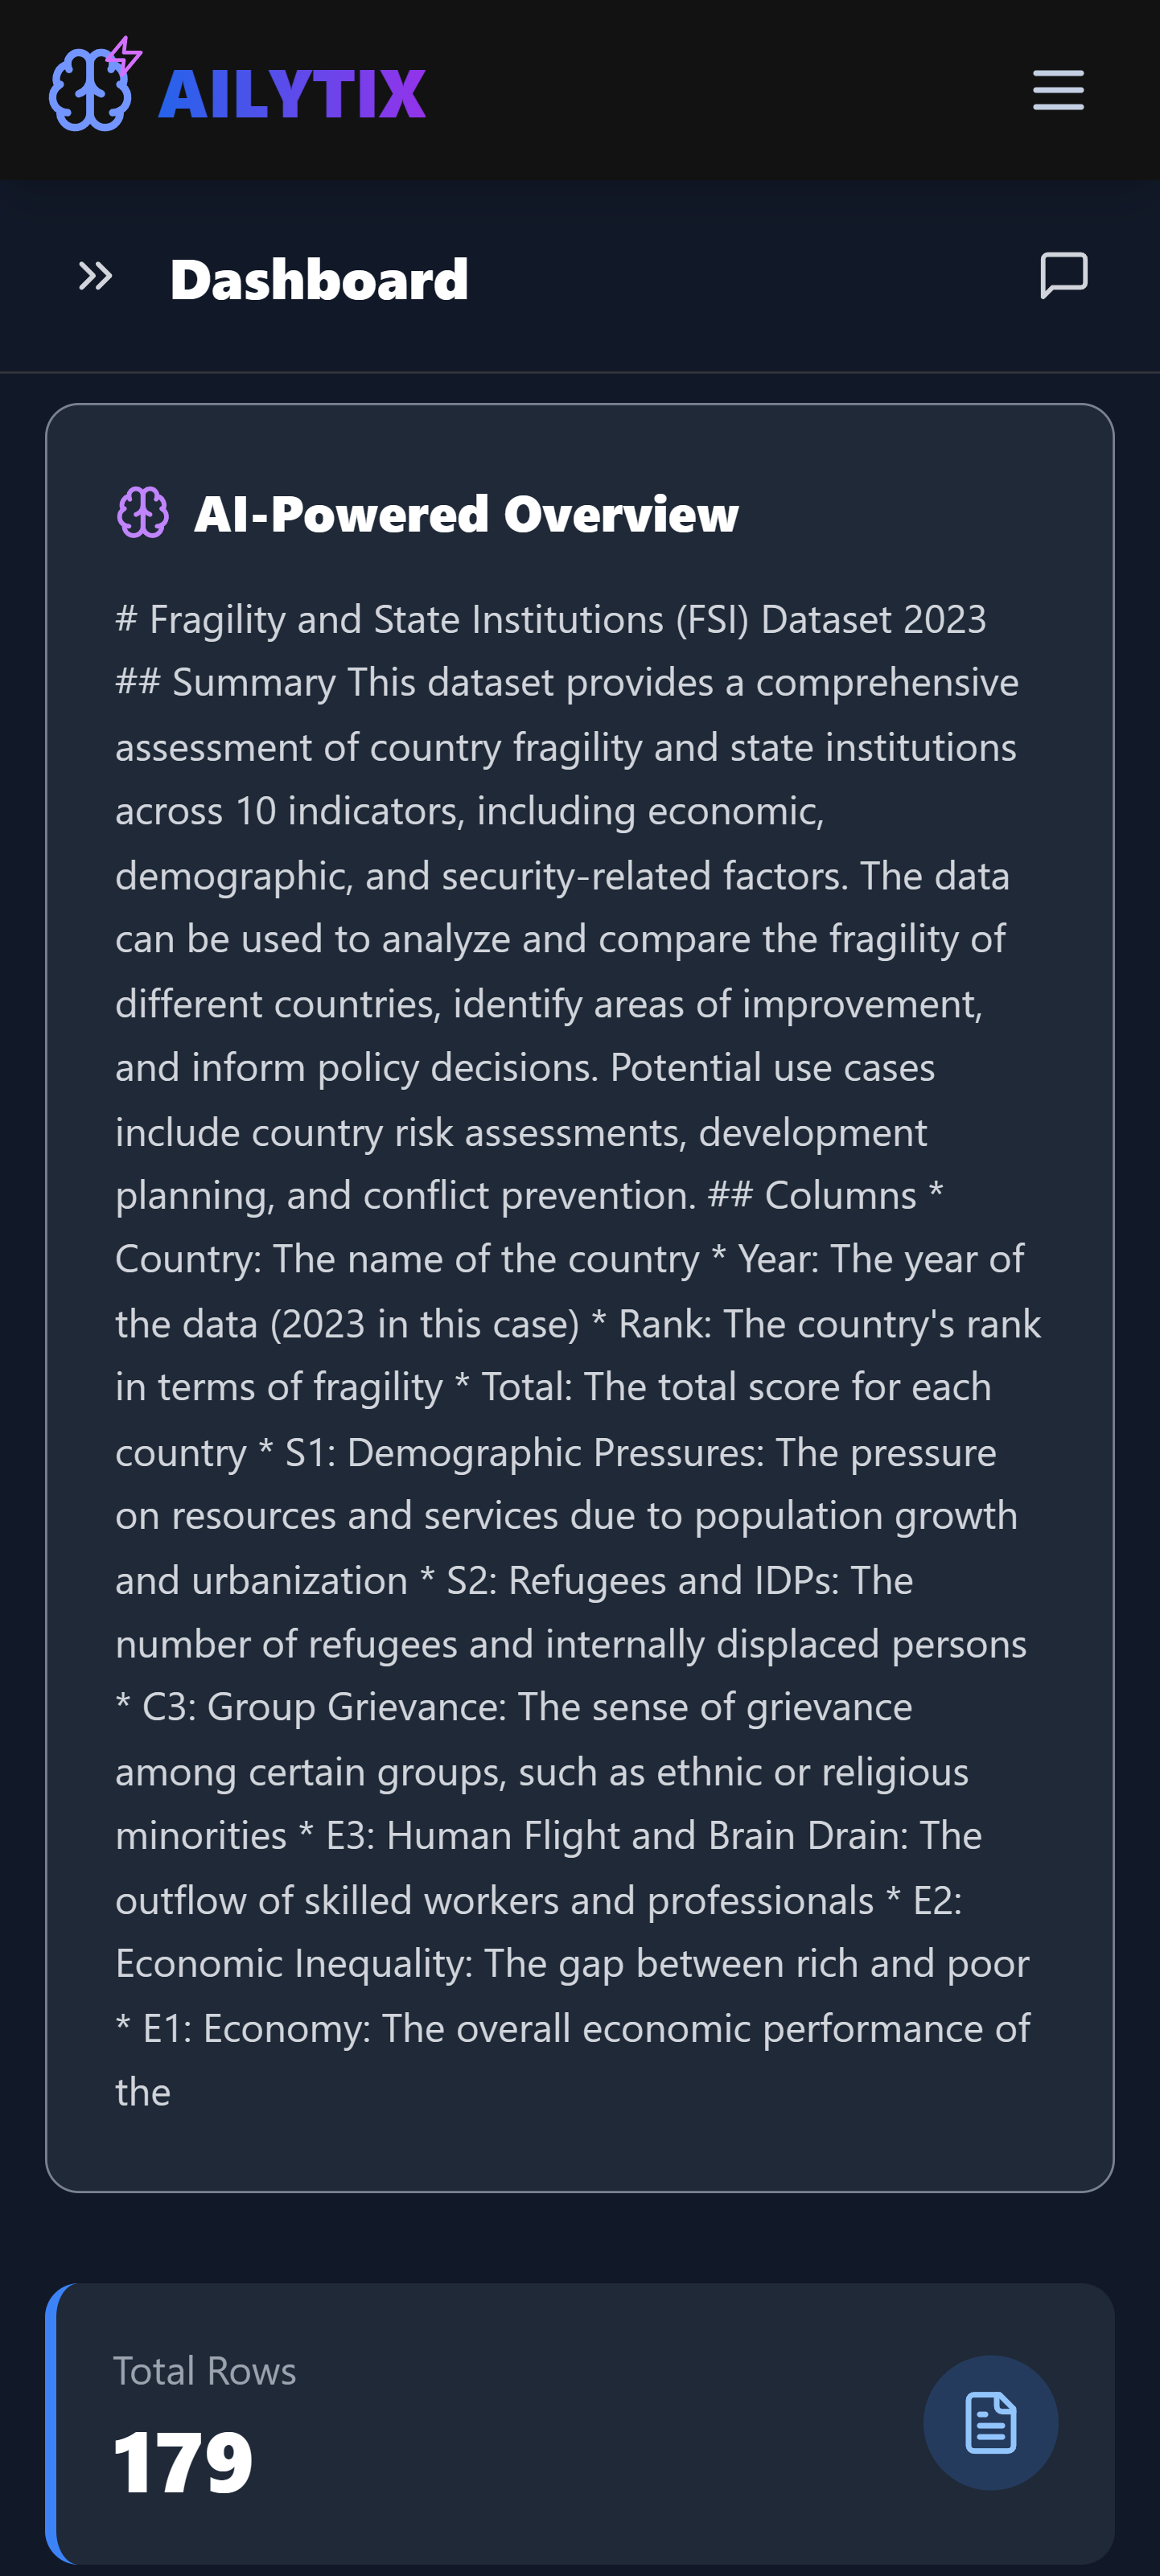 AILYTIX
Dashboard
AI-Powered Overview
# Fragility and State Institutions (FSI) Dataset 2023
## Summary This dataset provides a comprehensive
assessment of country fragility and state institutions
across 10 indicators, including economic,
demographic, and security-related factors. The data
can be used to analyze and compare the fragility of
different countries, identify areas of improvement,
and inform policy decisions. Potential use cases
include country risk assessments, development
planning, and conflict prevention. ## Columns *
Country: The name of the country * Year: The year of
the data (2023 in this case) * Rank: The country's rank
in terms of fragility * Total: The total score for each
country * S1: Demographic Pressures: The pressure
on resources and services due to population growth
and urbanization * S2: Refugees and IDPs: The
number of refugees and internally displaced persons
* C3: Group Grievance: The sense of grievance
among certain groups, such as ethnic or religious
minorities * E3: Human Flight and Brain Drain: The
outflow of skilled workers and professionals * E2:
Economic Inequality: The gap between rich and poor
* E1: Economy: The overall economic performance of
the
Total Rows
179